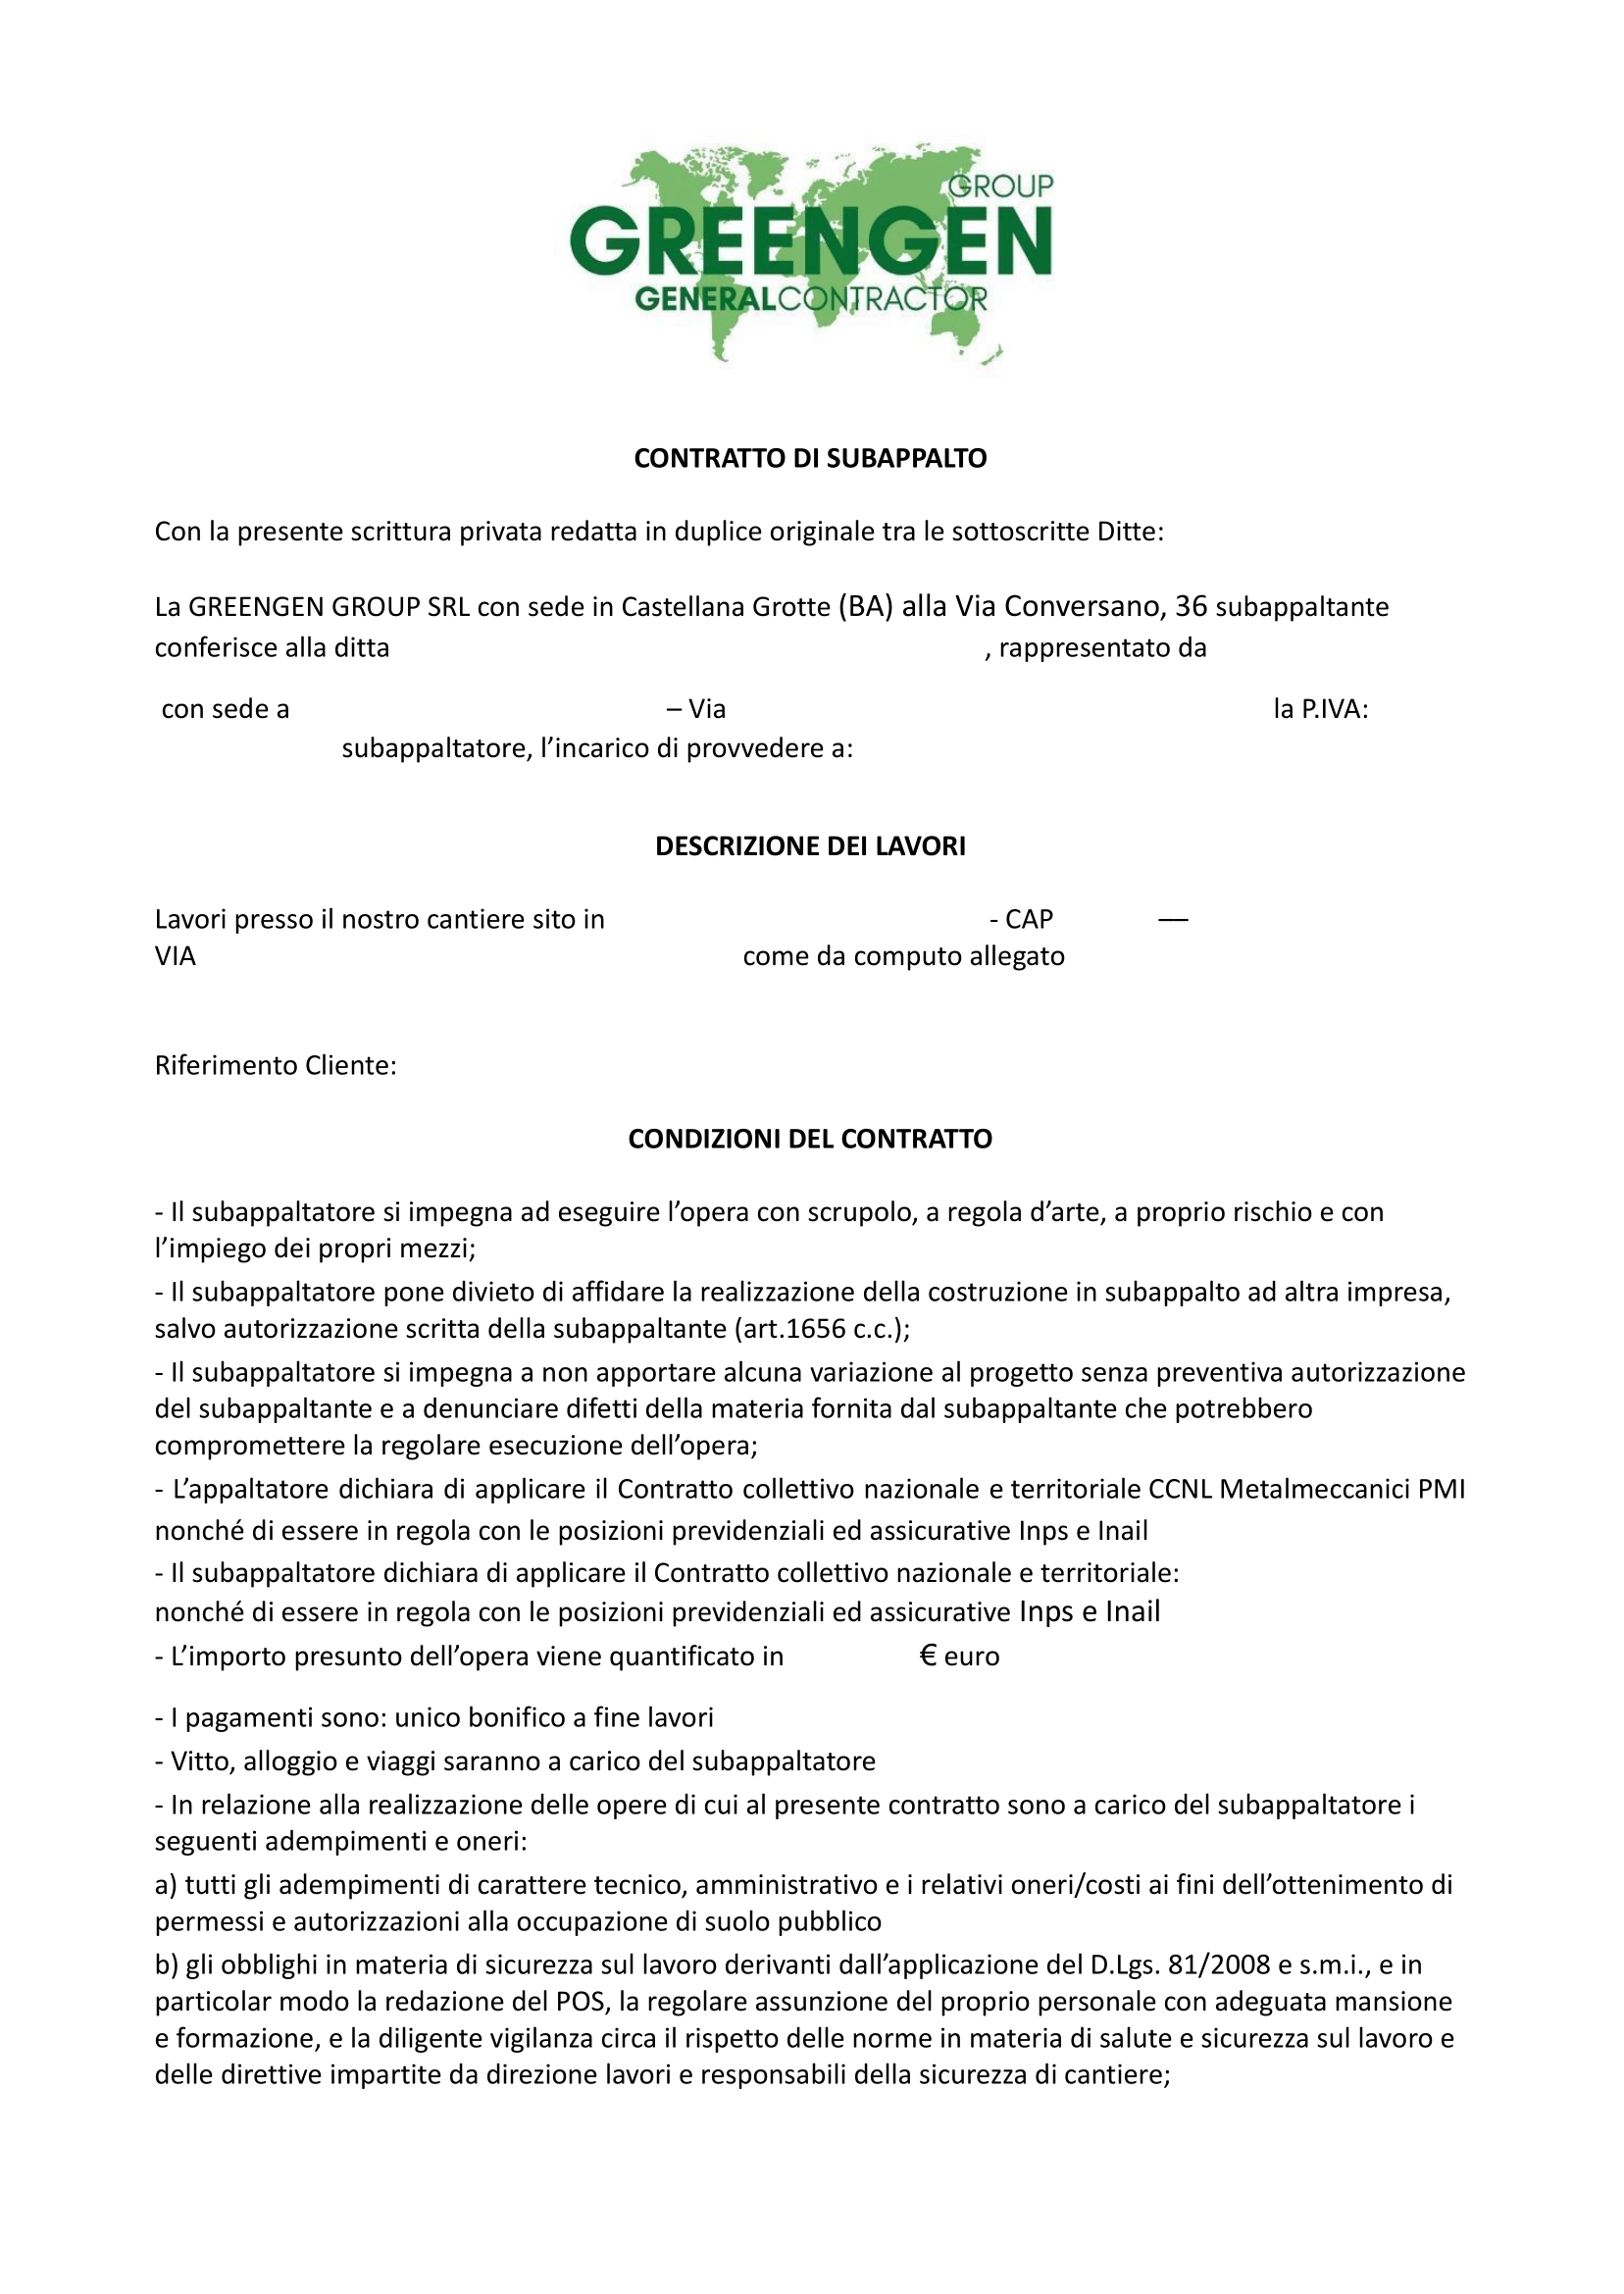 GROUP
GREENGEN
GENERALCONTRACTOR
CONTRATTO DI SUBAPPALTO
Con la presente scrittura privata redatta in duplice originale tra le sottoscritte Ditte:
La GREENGEN GROUP SRL con sede in Castellana Grotte (BA) alla Via Conversano, 36 subappaltante
conferisce alla ditta , rappresentato da
con sede a – Via la P.IVA:
subappaltatore, l’incarico di provvedere a:
DESCRIZIONE DEI LAVORI
Lavori presso il nostro cantiere sito in - CAP —
VIA come da computo allegato
Riferimento Cliente:
CONDIZIONI DEL CONTRATTO
- Il subappaltatore si impegna ad eseguire l’opera con scrupolo, a regola d’arte, a proprio rischio e con
l’impiego dei propri mezzi;
- Il subappaltatore pone divieto di affidare la realizzazione della costruzione in subappalto ad altra impresa,
salvo autorizzazione scritta della subappaltante (art.1656 c.c.);
- Il subappaltatore si impegna a non apportare alcuna variazione al progetto senza preventiva autorizzazione
del subappaltante e a denunciare difetti della materia fornita dal subappaltante che potrebbero
compromettere la regolare esecuzione dell’opera;
- L’appaltatore dichiara di applicare il Contratto collettivo nazionale e territoriale CCNL Metalmeccanici PMI
nonché di essere in regola con le posizioni previdenziali ed assicurative Inps e Inail
- Il subappaltatore dichiara di applicare il Contratto collettivo nazionale e territoriale:
nonché di essere in regola con le posizioni previdenziali ed assicurative Inps e Inail
- L’importo presunto dell’opera viene quantificato in € euro
- I pagamenti sono: unico bonifico a fine lavori
- Vitto, alloggio e viaggi saranno a carico del subappaltatore
- In relazione alla realizzazione delle opere di cui al presente contratto sono a carico del subappaltatore i
seguenti adempimenti e oneri:
a) tutti gli adempimenti di carattere tecnico, amministrativo e i relativi oneri/costi ai fini dell’ottenimento di
permessi e autorizzazioni alla occupazione di suolo pubblico
b) gli obblighi in materia di sicurezza sul lavoro derivanti dall’applicazione del D.Lgs. 81/2008 e s.m.i., e in
particolar modo la redazione del POS, la regolare assunzione del proprio personale con adeguata mansione
e formazione, e la diligente vigilanza circa il rispetto delle norme in materia di salute e sicurezza sul lavoro e
delle direttive impartite da direzione lavori e responsabili della sicurezza di cantiere;